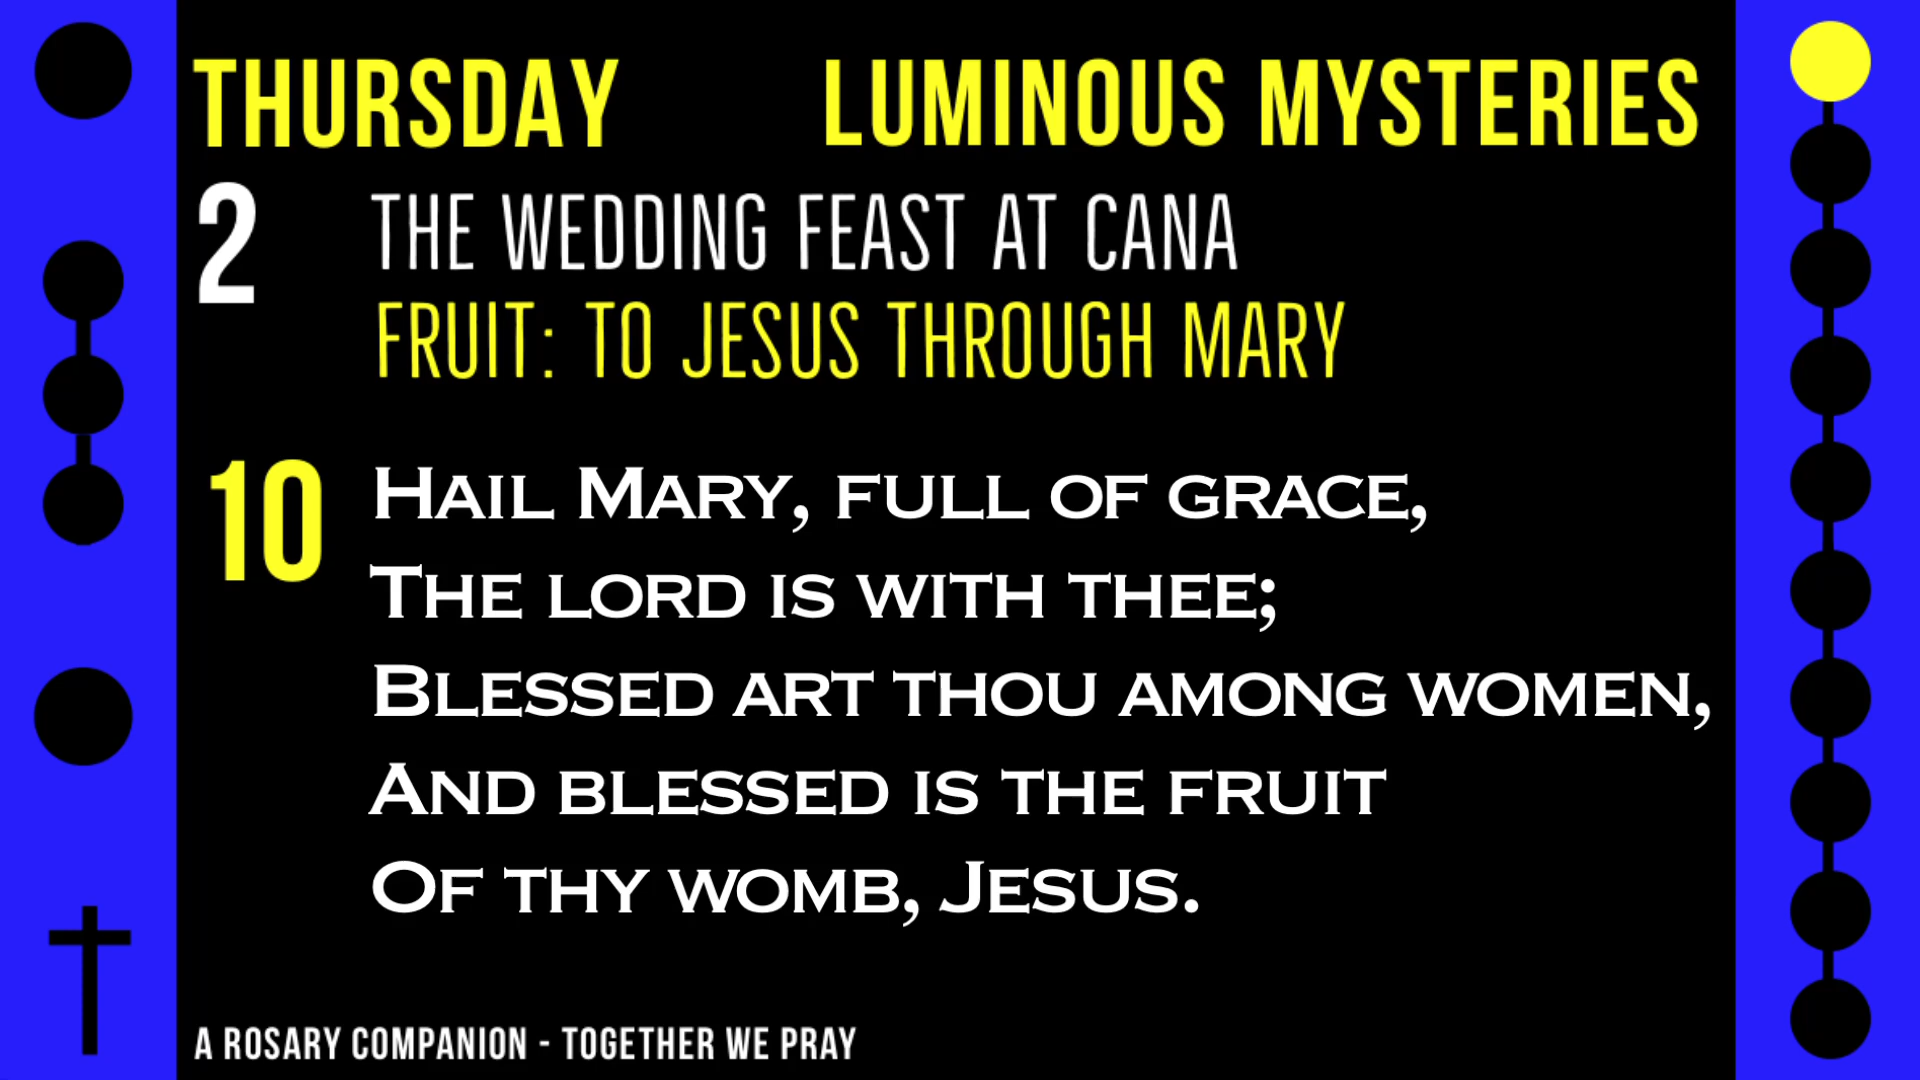 THURSDAY LUMINOUS MYSTERIES
2 THE WEDDING FEAST AT CANA
FRUIT: TO JESUS THROUGH MARY
10 HAIL MARY, FULL OF GRACE,
THE LORD IS WITH THEE;
BLESSED ART THOU AMONG WOMEN,
AND BLESSED IS THE FRUIT
OF THY WOMB, JESUS.
A ROSARY COMPANION - TOGETHER WE PRAY